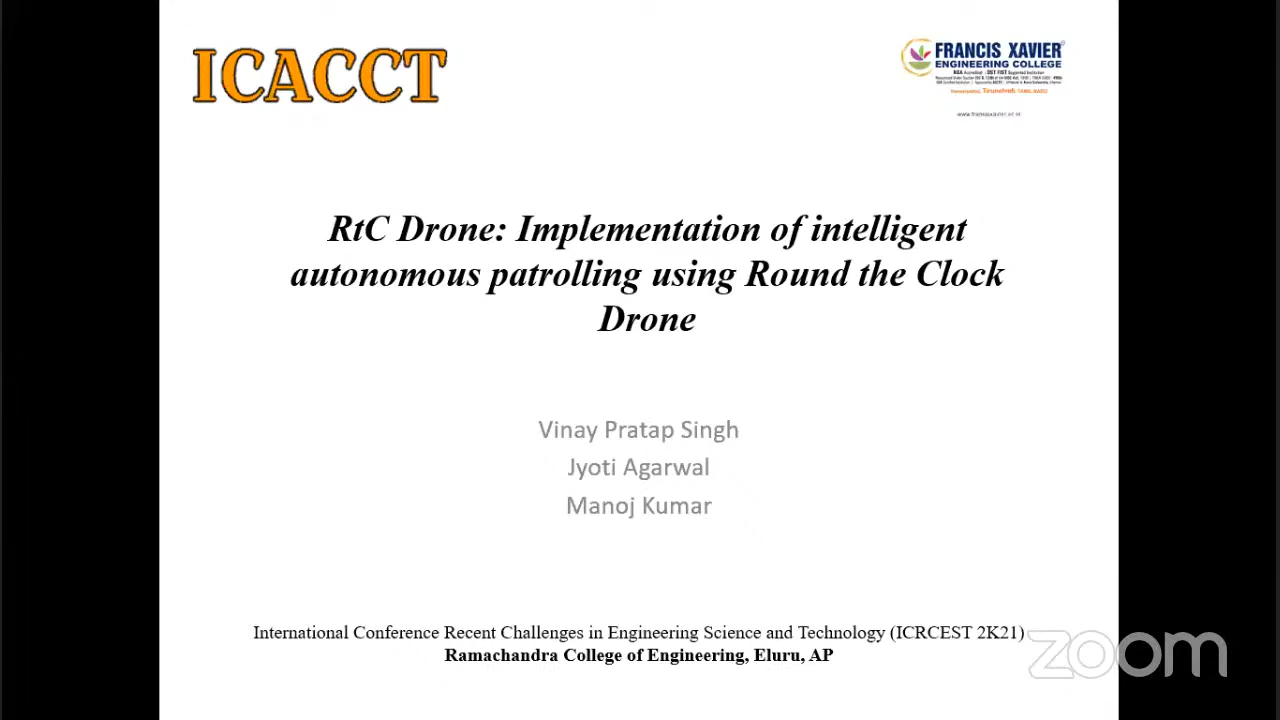 ICACCT
FRANCIS XAVIER
ENGINEERING COLLEGE
RtC Drone: Implementation of intelligent
autonomous patrolling using Round the Clock
Drone
Vinay Pratap Singh
Jyoti Agarwal
Manoj Kumar
International Conference Recent Challenges in Engineering Science and Technology (ICRCEST 2K21)
Ramachandra College of Engineering, Eluru, AP
zoom